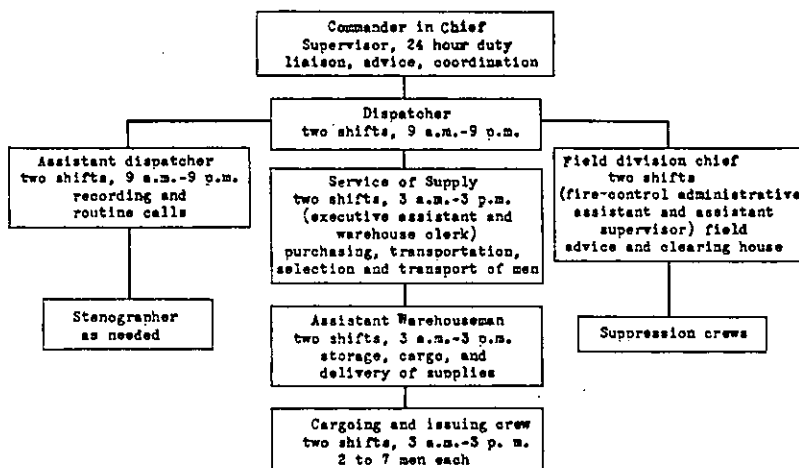 Commander in Chief
Supervisor, 24 hour duty
liaison, advice, coordination
Dispatcher
two shifts, 9 a.m.-9 p.m.
Assistant dispatcher
two shifts, 9 a.m.-9 p.m.
recording and
routine calls
Stenographer
as needed
Service of Supply
two shifts, 3 a.m.-3 p.m.
(executive assistant and
warehouse clerk)
purchasing, transportation,
selection and transport of men
Assistant Warehouseman
two shifts, 3 a.m.-3 p.m.
storage, cargo, and
delivery of supplies
Cargoing and issuing crew
two shifts, 3 a.m.-3 p. m.
2 to 7 men each
Field division chief
two shifts
(fire-control administrative
assistant and assistant
supervisor) field
advice and clearing house
Suppression crews